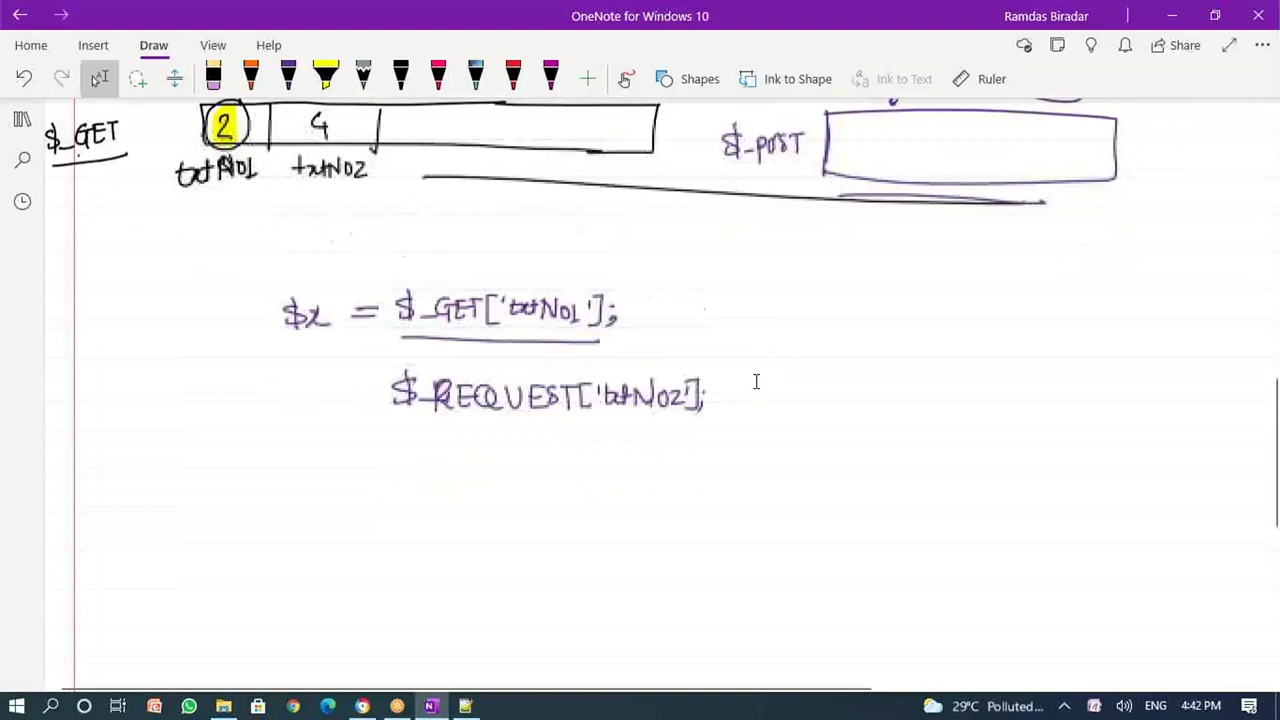 OneNote for Windows 10
Ramdas Biradar
Home Insert Draw View Help
Share
Shapes Ink to Shape Ink to Text Ruler
$_GET 2 4
txtNO1 txtNO2
$_POST
$x = $_GET['txtNO1'];
$_REQUEST['txtNO2'];
29°C Polluted... ENG 4:42 PM